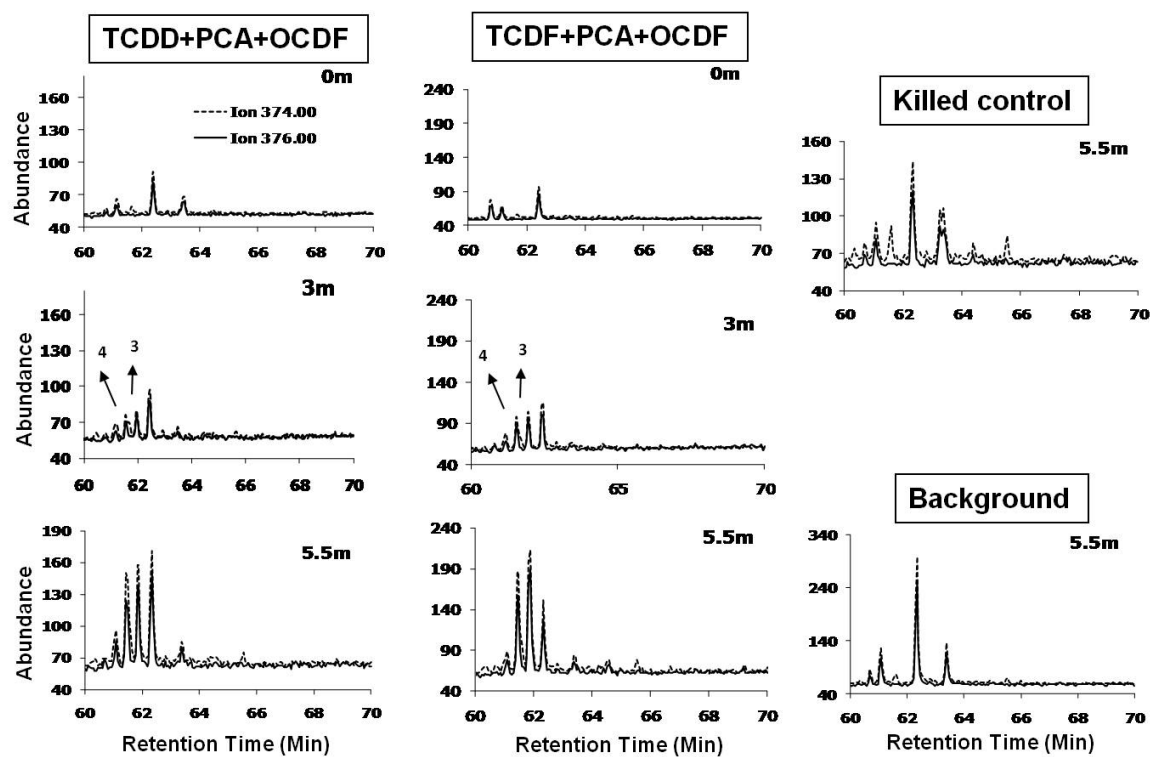 TCDD+PCA+OCDF
0m
Abundance
160
130
100
70
40
Ion 374.00
Ion 376.00
60 62 64 66 68 70
3m
Abundance
160
130
100
70
40
4
3
60 62 64 66 68 70
5.5m
Abundance
190
160
130
100
70
40
60 62 64 66 68 70
Retention Time (Min)
TCDF+PCA+OCDF
0m
240
190
140
90
40
60 62 64 66 68 70
3m
240
190
140
90
40
4
3
60 65 70
5.5m
240
190
140
90
40
60 62 64 66 68 70
Retention Time (Min)
Killed control
5.5m
160
130
100
70
40
60 62 64 66 68 70
Background
5.5m
340
240
140
40
60 62 64 66 68 70
Retention Time (Min)